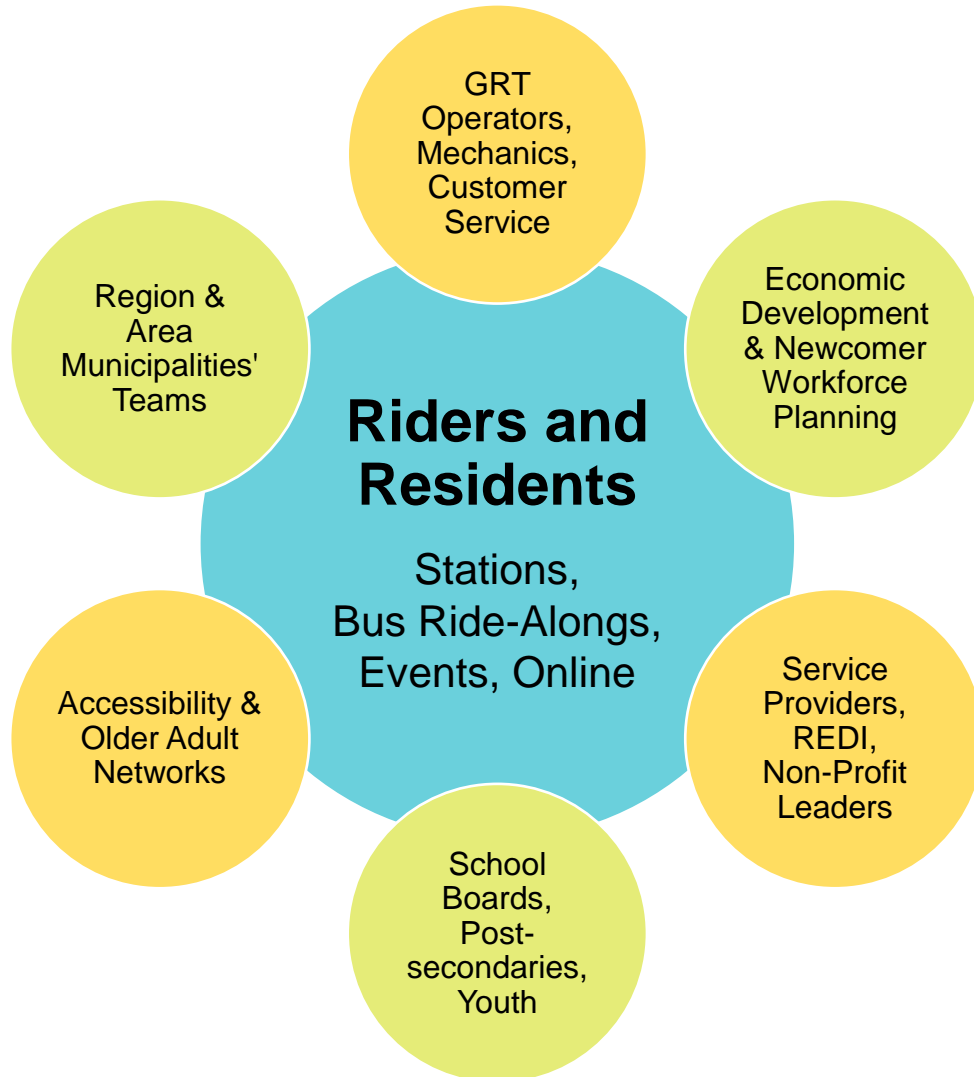 GRT
Operators,
Mechanics,
Customer
Service
Economic
Development
& Newcomer
Workforce
Planning
Service
Providers,
REDI,
Non-Profit
Leaders
School
Boards,
Post-
secondaries,
Youth
Accessibility &
Older Adult
Networks
Region &
Area
Municipalities'
Teams
Riders and
Residents
Stations,
Bus Ride-Alongs,
Events, Online